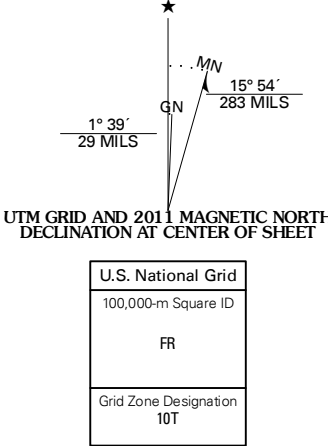 MN
GN
15° 54´
283 MILS
1° 39´
29 MILS
UTM GRID AND 2011 MAGNETIC NORTH
DECLINATION AT CENTER OF SHEET
U.S. National Grid
100,000-m Square ID
FR
Grid Zone Designation
10T